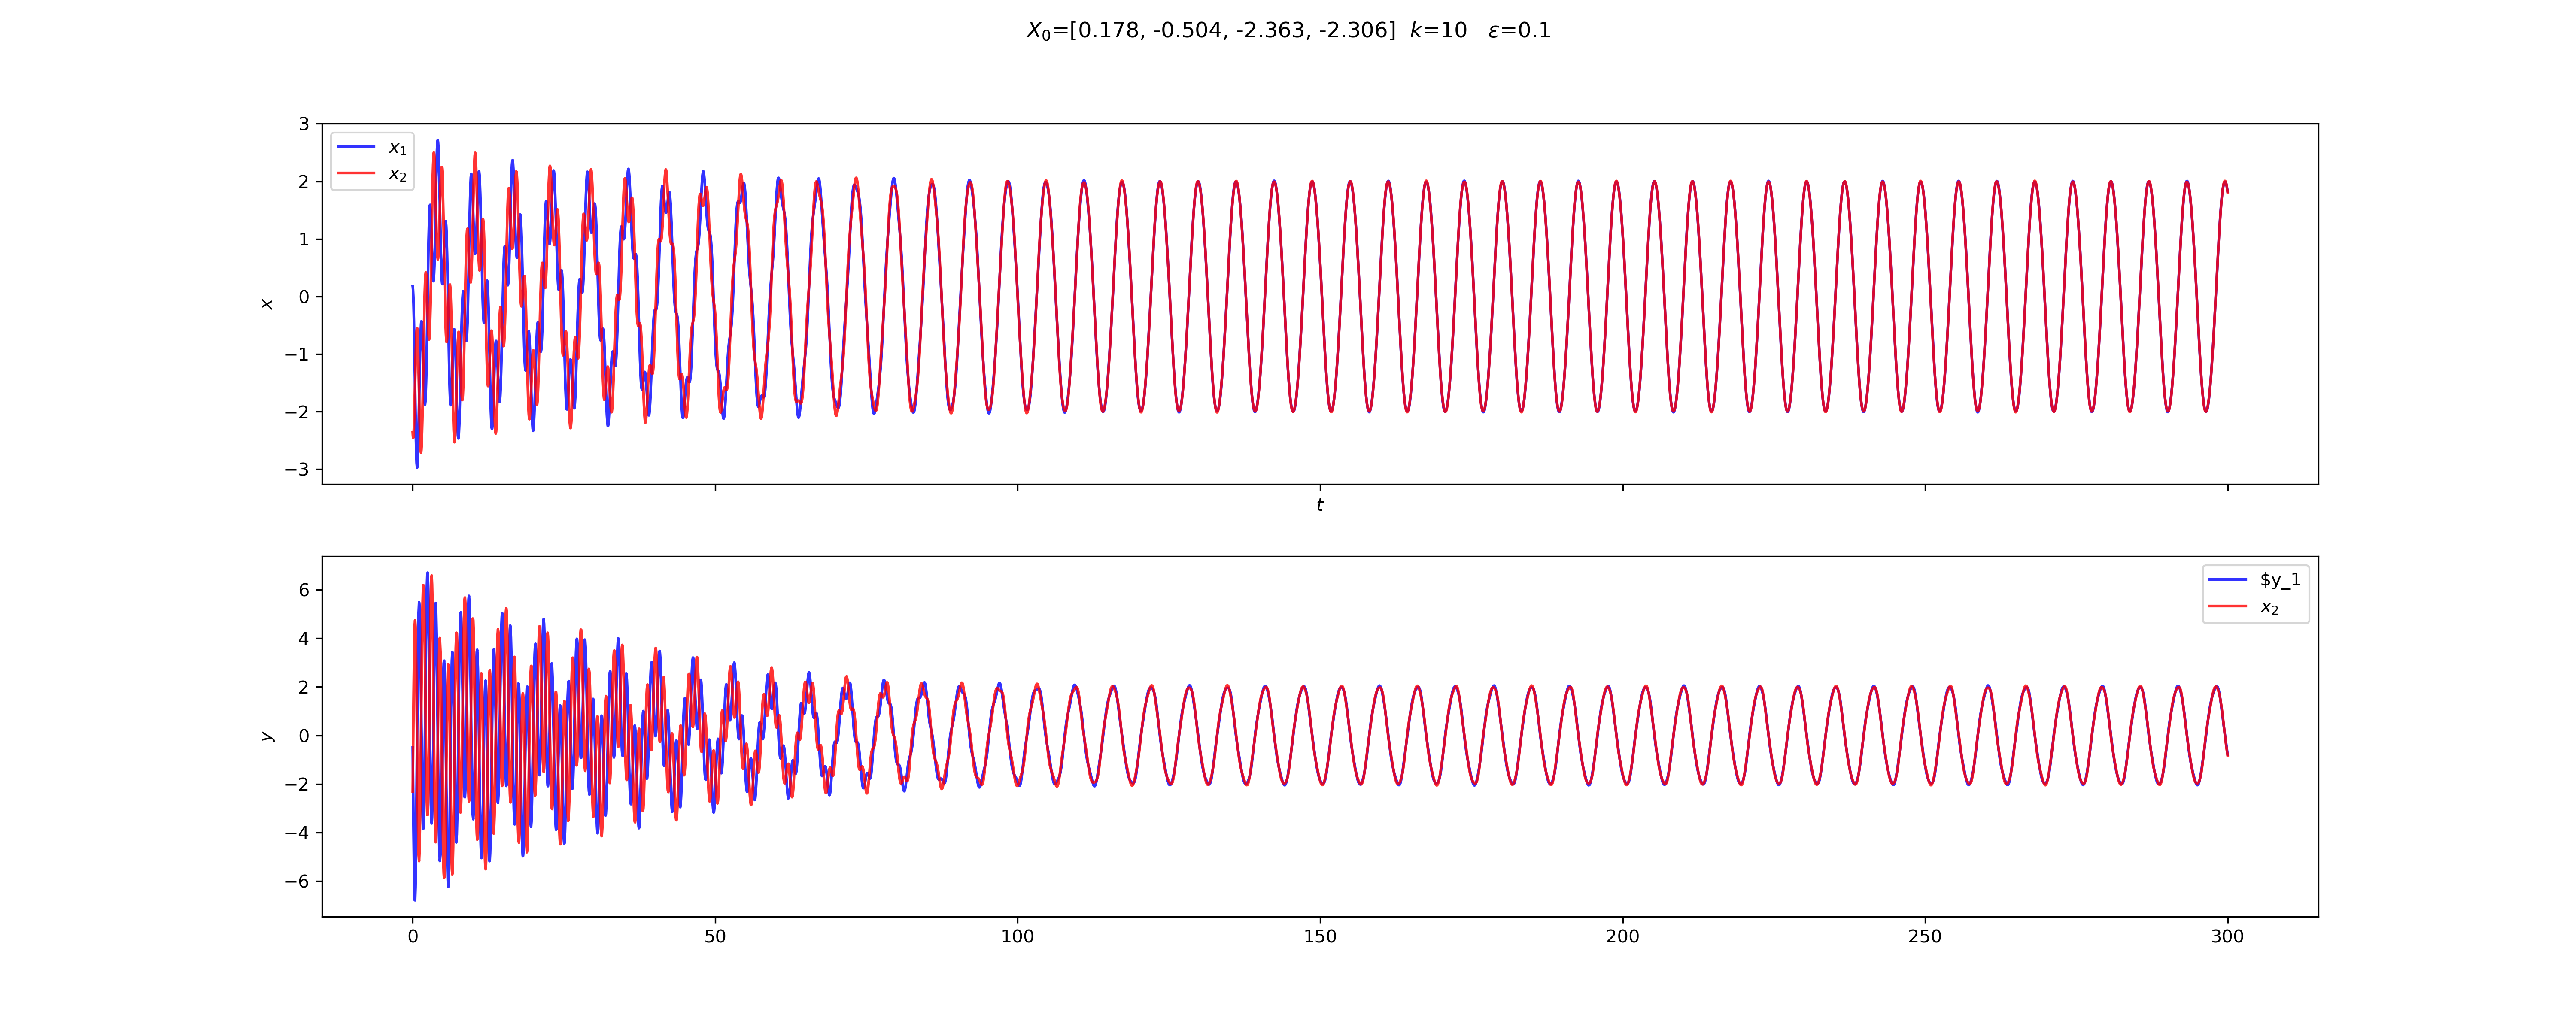 X₀=[0.178, -0.504, -2.363, -2.306]  k=10   ε=0.1
3
2
1
0
−1
−2
−3
x
x₁
x₂
t
6
4
2
0
−2
−4
−6
y
$y_1
x₂
0 50 100 150 200 250 300